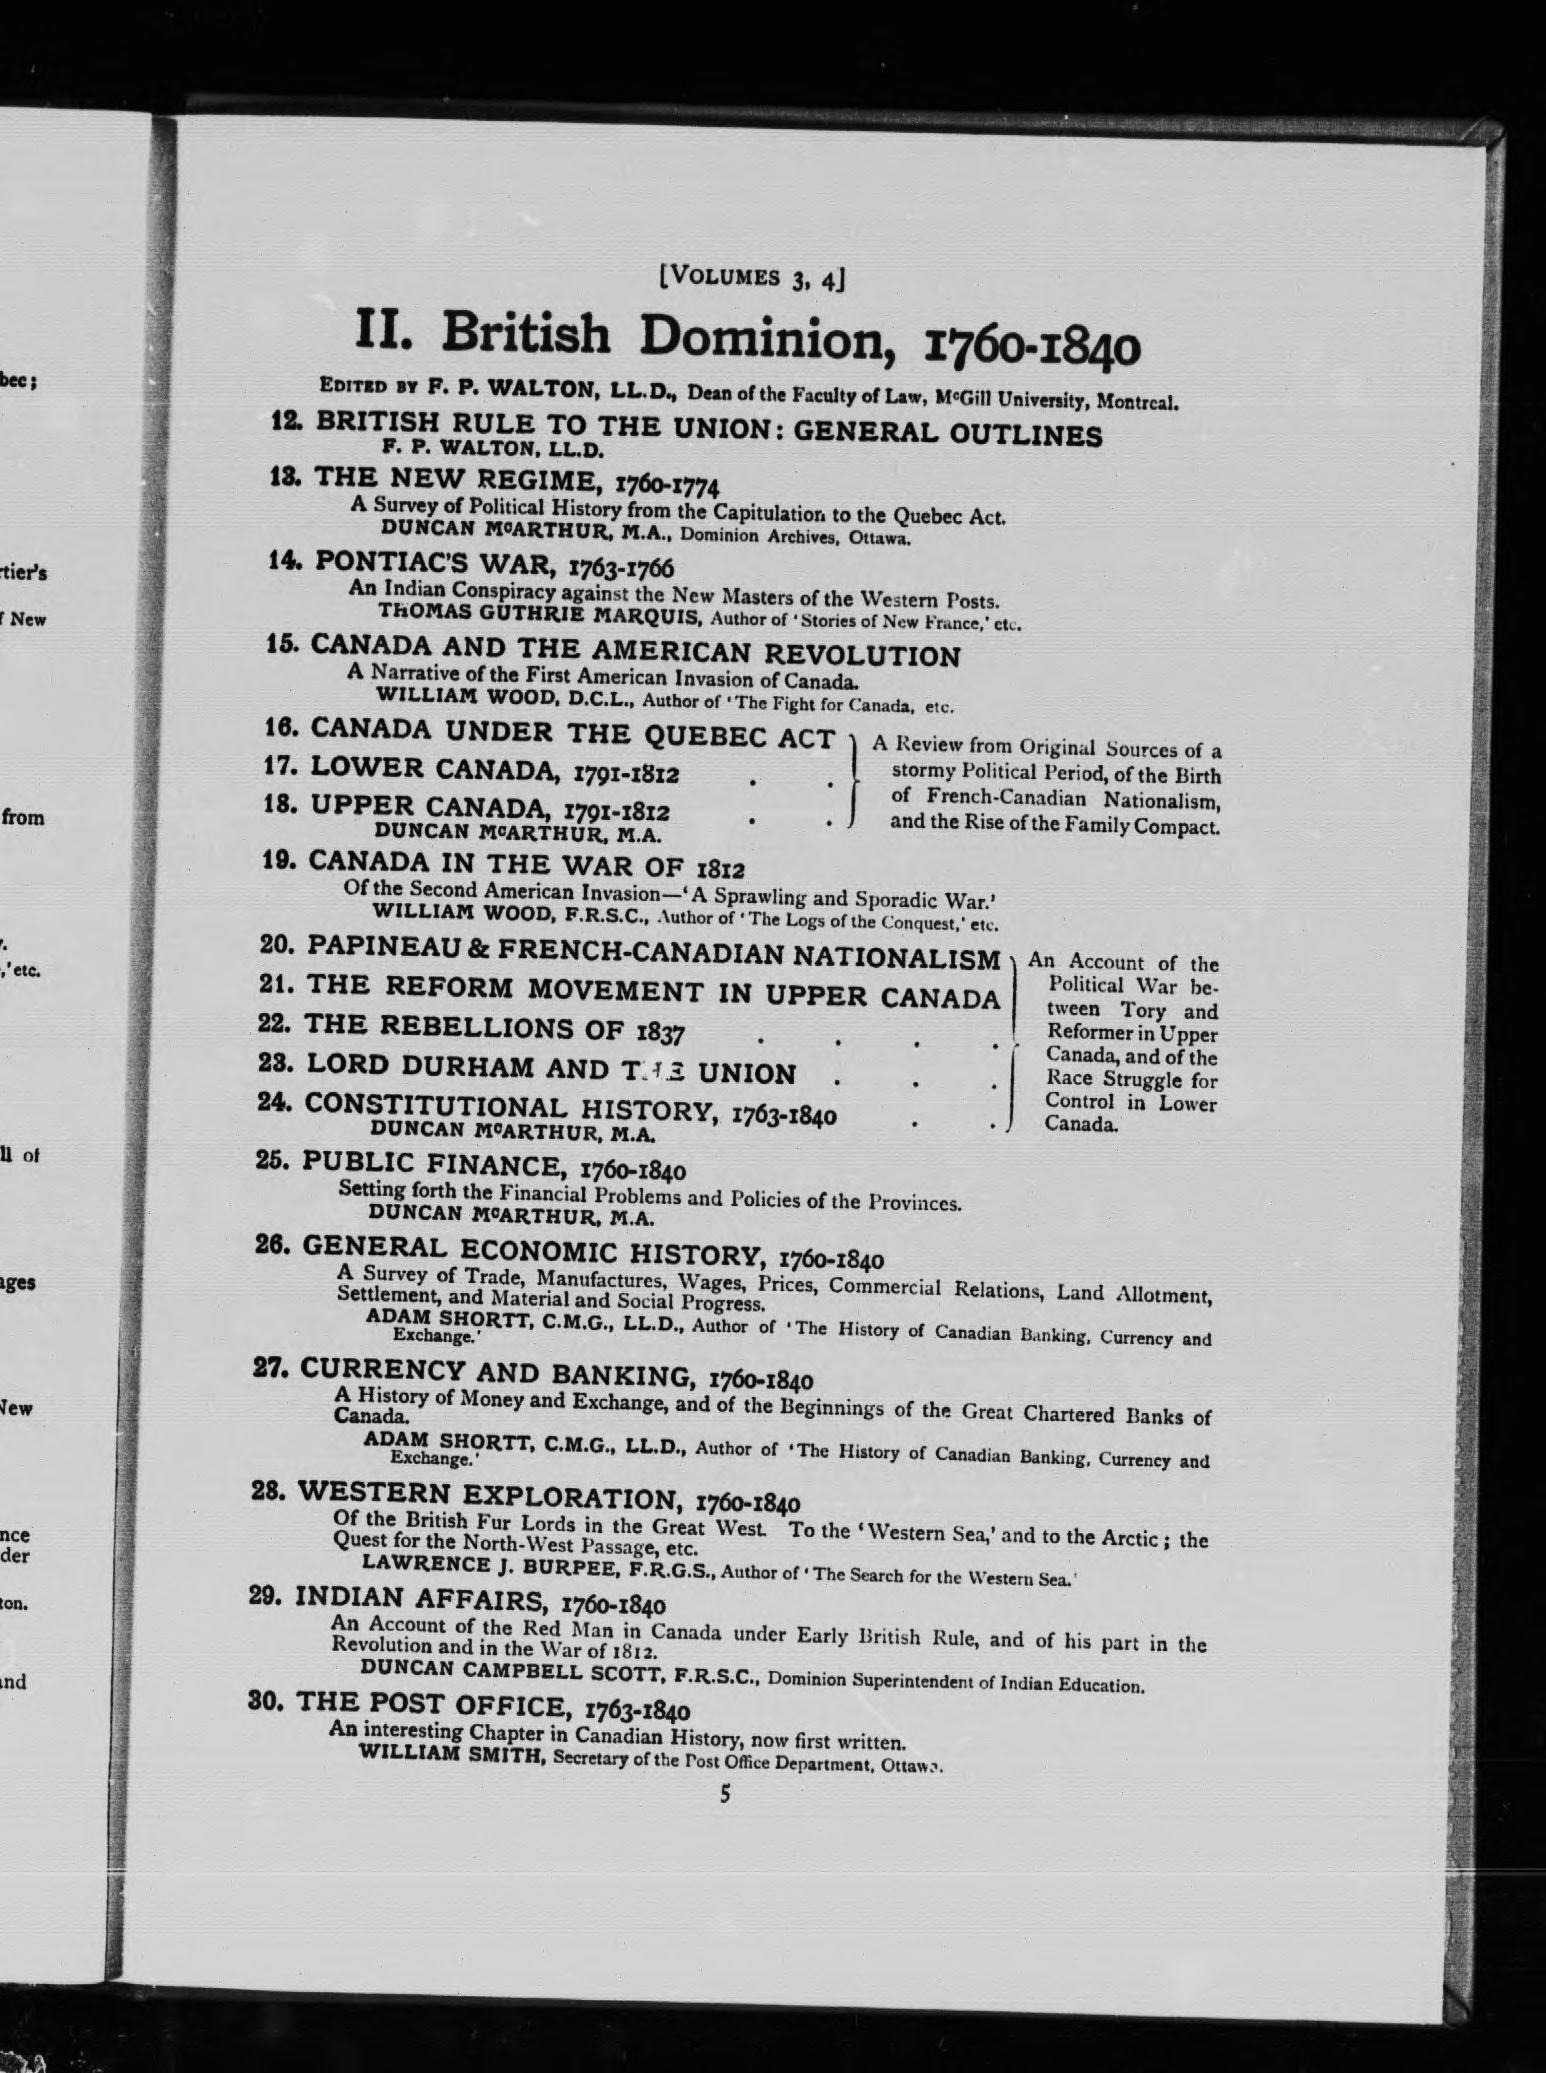 [VOLUMES 3, 4]
II. British Dominion, 1760-1840
EDITED BY F. P. WALTON, LL.D., Dean of the Faculty of Law, McGill University, Montreal.
12. BRITISH RULE TO THE UNION: GENERAL OUTLINES
F. P. WALTON, LL.D.
13. THE NEW REGIME, 1760-1774
A Survey of Political History from the Capitulation to the Quebec Act.
DUNCAN McARTHUR, M.A., Dominion Archives, Ottawa.
14. PONTIAC'S WAR, 1763-1766
An Indian Conspiracy against the New Masters of the Western Posts.
THOMAS GUTHRIE MARQUIS, Author of 'Stories of New France,' etc.
15. CANADA AND THE AMERICAN REVOLUTION
A Narrative of the First American Invasion of Canada.
WILLIAM WOOD, D.C.L., Author of 'The Fight for Canada, etc.
16. CANADA UNDER THE QUEBEC ACT
17. LOWER CANADA, 1791-1812 . .
18. UPPER CANADA, 1791-1812 . .
DUNCAN McARTHUR, M.A.
A Review from Original Sources of a
stormy Political Period, of the Birth
of French-Canadian Nationalism,
and the Rise of the Family Compact.
19. CANADA IN THE WAR OF 1812
Of the Second American Invasion—'A Sprawling and Sporadic War.'
WILLIAM WOOD, F.R.S.C., Author of 'The Logs of the Conquest,' etc.
20. PAPINEAU & FRENCH-CANADIAN NATIONALISM
21. THE REFORM MOVEMENT IN UPPER CANADA
22. THE REBELLIONS OF 1837 . . . .
23. LORD DURHAM AND THE UNION . . .
24. CONSTITUTIONAL HISTORY, 1763-1840 . .
DUNCAN McARTHUR, M.A.
An Account of the
Political War be-
tween Tory and
Reformer in Upper
Canada, and of the
Race Struggle for
Control in Lower
Canada.
25. PUBLIC FINANCE, 1760-1840
Setting forth the Financial Problems and Policies of the Provinces.
DUNCAN McARTHUR, M.A.
26. GENERAL ECONOMIC HISTORY, 1760-1840
A Survey of Trade, Manufactures, Wages, Prices, Commercial Relations, Land Allotment,
Settlement, and Material and Social Progress.
ADAM SHORTT, C.M.G., LL.D., Author of 'The History of Canadian Banking, Currency and
Exchange.'
27. CURRENCY AND BANKING, 1760-1840
A History of Money and Exchange, and of the Beginnings of the Great Chartered Banks of
Canada.
ADAM SHORTT, C.M.G., LL.D., Author of 'The History of Canadian Banking, Currency and
Exchange.'
28. WESTERN EXPLORATION, 1760-1840
Of the British Fur Lords in the Great West. To the 'Western Sea,' and to the Arctic; the
Quest for the North-West Passage, etc.
LAWRENCE J. BURPEE, F.R.G.S., Author of 'The Search for the Western Sea.'
29. INDIAN AFFAIRS, 1760-1840
An Account of the Red Man in Canada under Early British Rule, and of his part in the
Revolution and in the War of 1812.
DUNCAN CAMPBELL SCOTT, F.R.S.C., Dominion Superintendent of Indian Education.
30. THE POST OFFICE, 1763-1840
An interesting Chapter in Canadian History, now first written.
WILLIAM SMITH, Secretary of the Post Office Department, Ottawa.
5